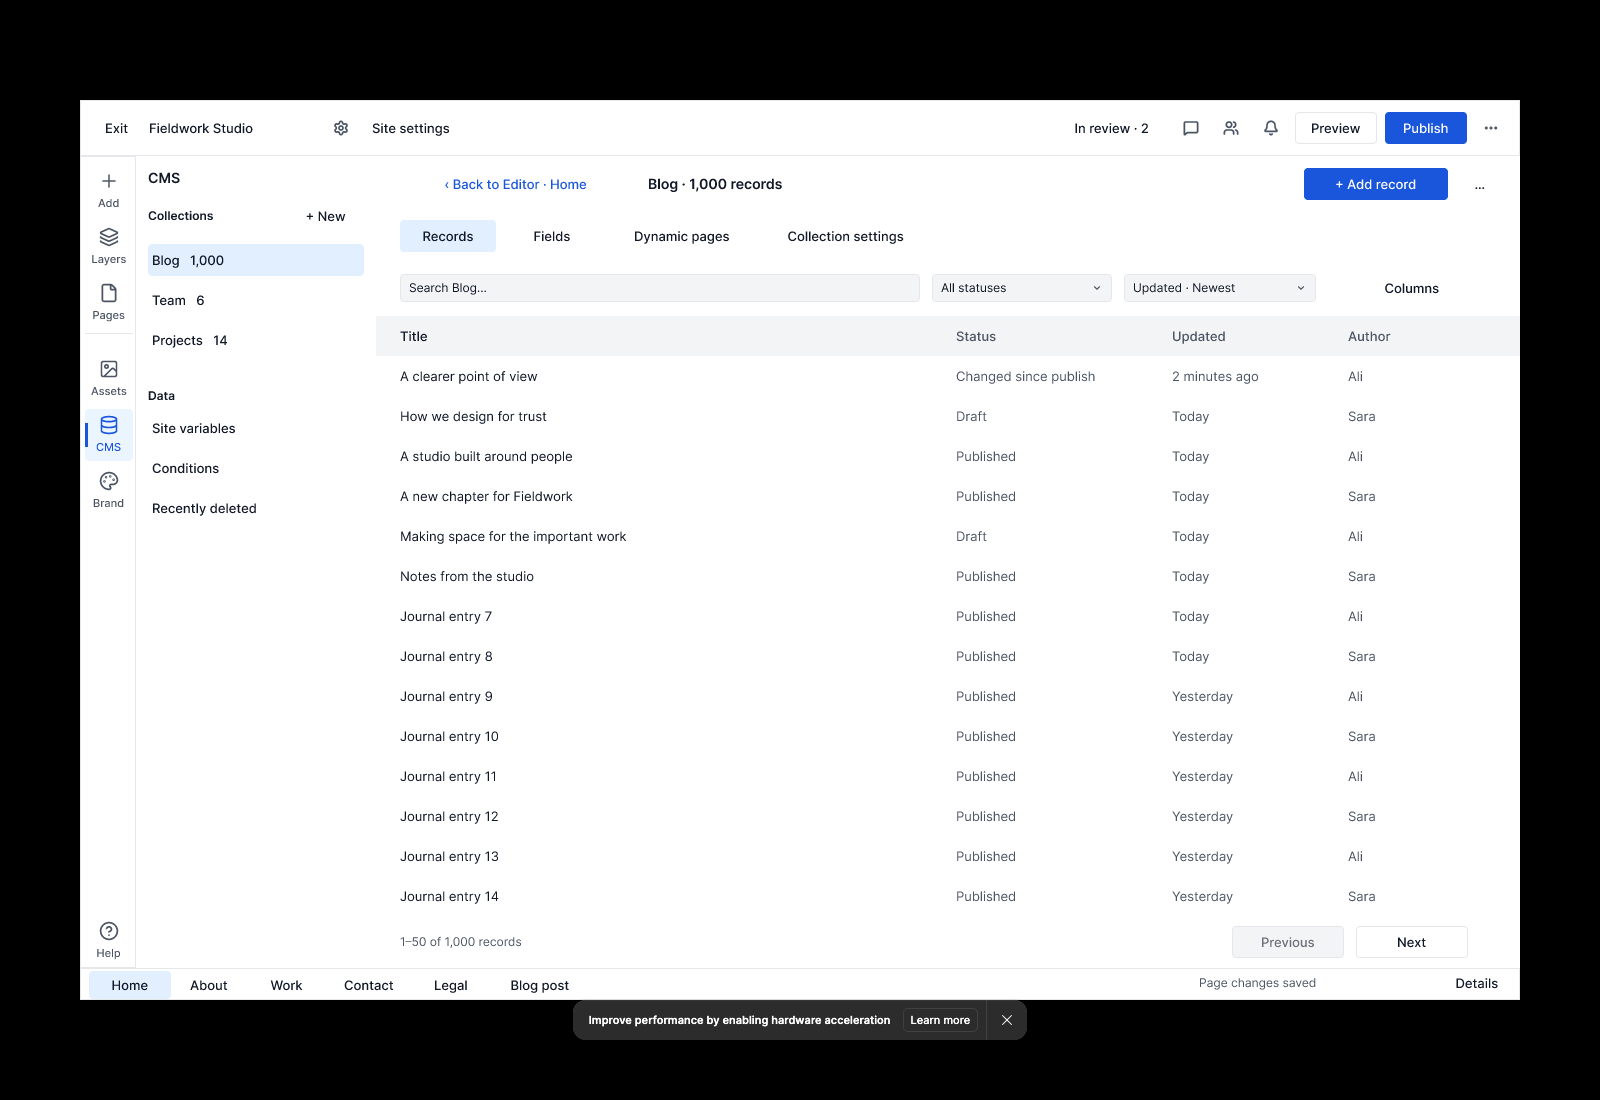 Exit Fieldwork Studio Site settings In review · 2 Preview Publish ···
Add
Layers
Pages
Assets
CMS
Brand
Help
CMS
Collections + New
Blog 1,000
Team 6
Projects 14
Data
Site variables
Conditions
Recently deleted
‹ Back to Editor · Home Blog · 1,000 records + Add record ...
Records Fields Dynamic pages Collection settings
Search Blog... All statuses Updated · Newest Columns
Title Status Updated Author
A clearer point of view Changed since publish 2 minutes ago Ali
How we design for trust Draft Today Sara
A studio built around people Published Today Ali
A new chapter for Fieldwork Published Today Sara
Making space for the important work Draft Today Ali
Notes from the studio Published Today Sara
Journal entry 7 Published Today Ali
Journal entry 8 Published Today Sara
Journal entry 9 Published Yesterday Ali
Journal entry 10 Published Yesterday Sara
Journal entry 11 Published Yesterday Ali
Journal entry 12 Published Yesterday Sara
Journal entry 13 Published Yesterday Ali
Journal entry 14 Published Yesterday Sara
1–50 of 1,000 records Previous Next
Home About Work Contact Legal Blog post Page changes saved Details
Improve performance by enabling hardware acceleration Learn more